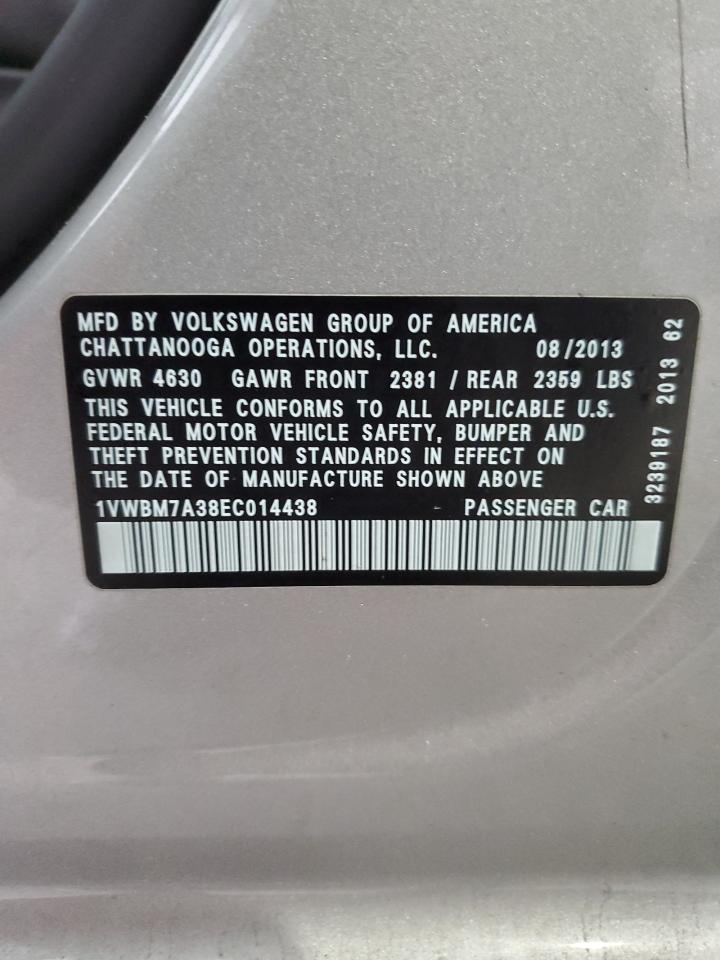 MFD BY VOLKSWAGEN GROUP OF AMERICA
CHATTANOOGA OPERATIONS, LLC. 08/2013
GVWR 4630 GAWR FRONT 2381 / REAR 2359 LBS
THIS VEHICLE CONFORMS TO ALL APPLICABLE U.S.
FEDERAL MOTOR VEHICLE SAFETY, BUMPER AND
THEFT PREVENTION STANDARDS IN EFFECT ON
THE DATE OF MANUFACTURE SHOWN ABOVE
1VWBM7A38EC014438 PASSENGER CAR
3239187 2013 62